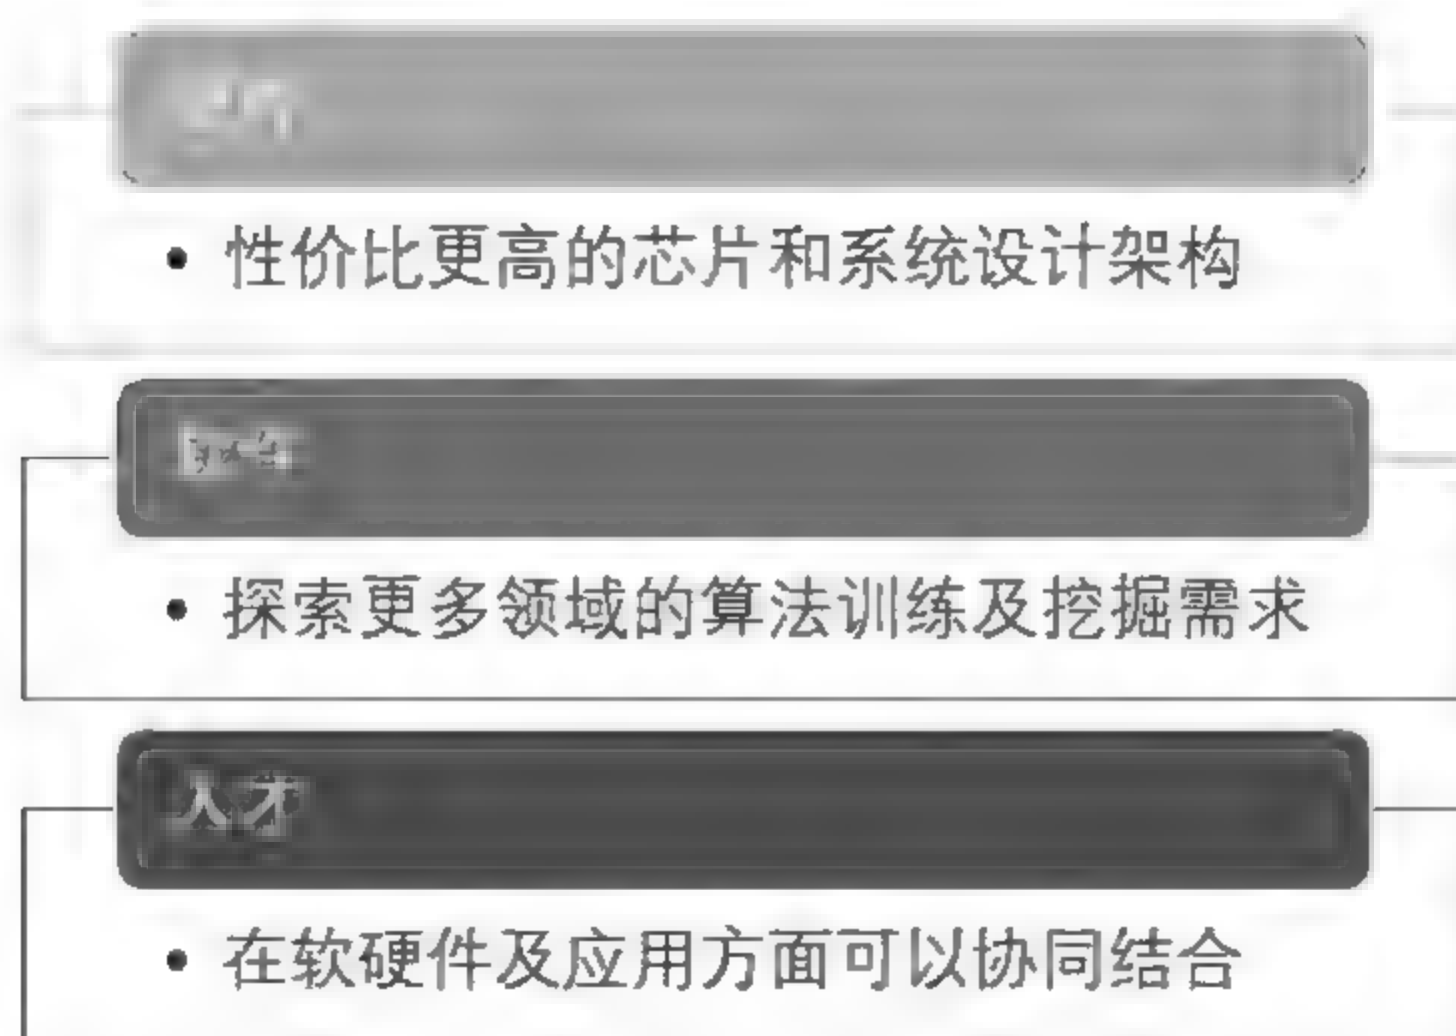 • 性价比更高的芯片和系统设计架构
• 探索更多领域的算法训练及挖掘需求
人才
• 在软硬件及应用方面可以协同结合